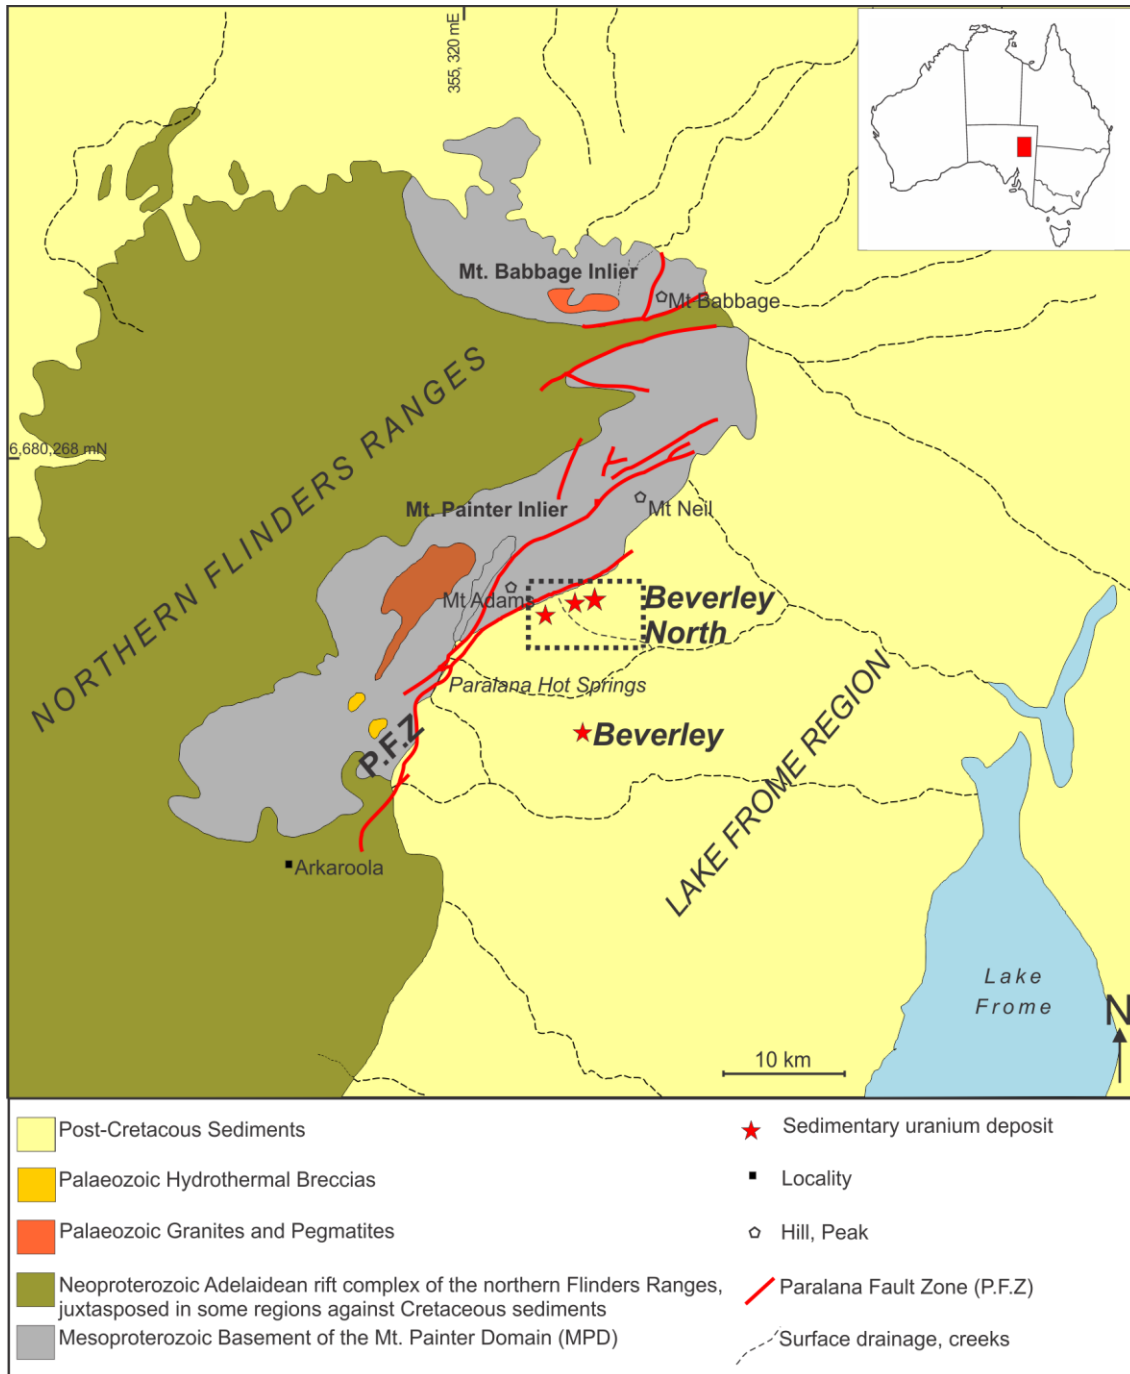 355, 320 mE
Mt. Babbage Inlier
Mt Babbage
NORTHERN FLINDERS RANGES
6,680,268 mN
Mt. Painter Inlier
Mt Neil
Mt Adams
Beverley
North
Paralana Hot Springs
P.F.Z
Beverley
LAKE FROME REGION
Arkaroola
Lake
Frome
N
10 km
Post-Cretacous Sediments
Palaeozoic Hydrothermal Breccias
Palaeozoic Granites and Pegmatites
Neoproterozoic Adelaidean rift complex of the northern Flinders Ranges,
juxtasposed in some regions against Cretaceous sediments
Mesoproterozoic Basement of the Mt. Painter Domain (MPD)
Sedimentary uranium deposit
Locality
Hill, Peak
Paralana Fault Zone (P.F.Z)
Surface drainage, creeks